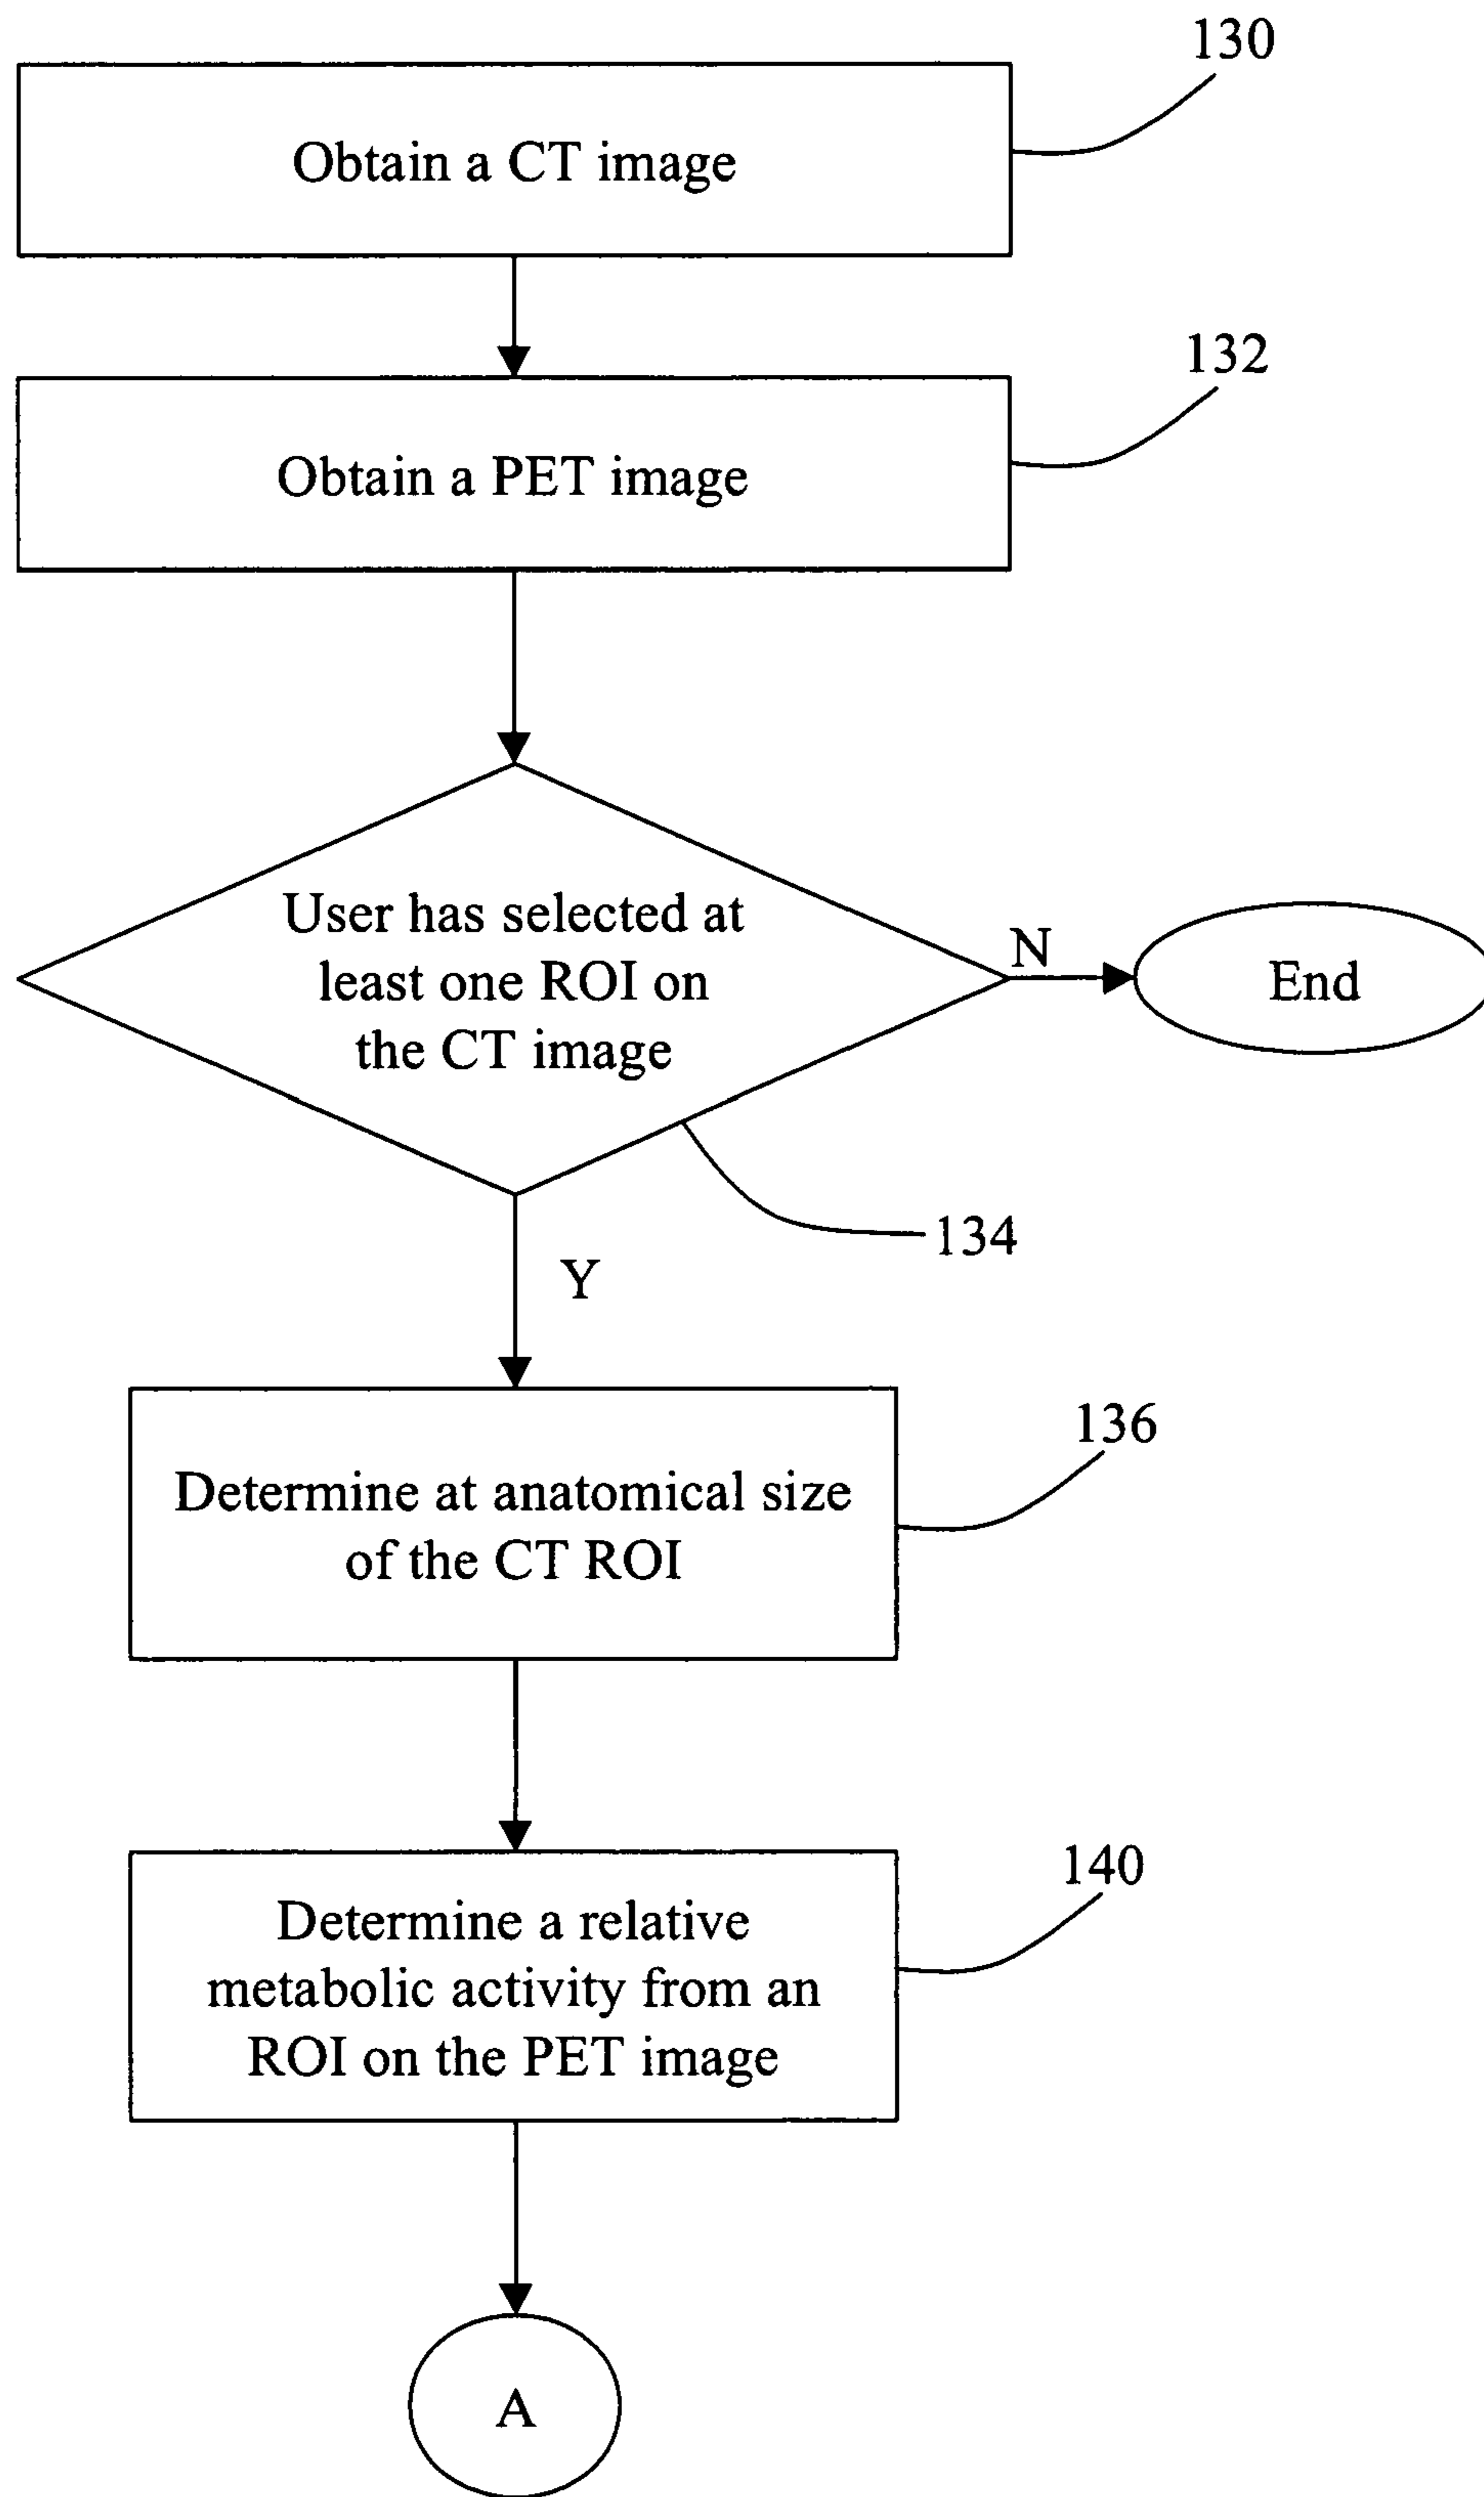 130
Obtain a CT image
132
Obtain a PET image
User has selected at
least one ROI on
the CT image
N
End
134
Y
136
Determine at anatomical size
of the CT ROI
140
Determine a relative
metabolic activity from an
ROI on the PET image
A